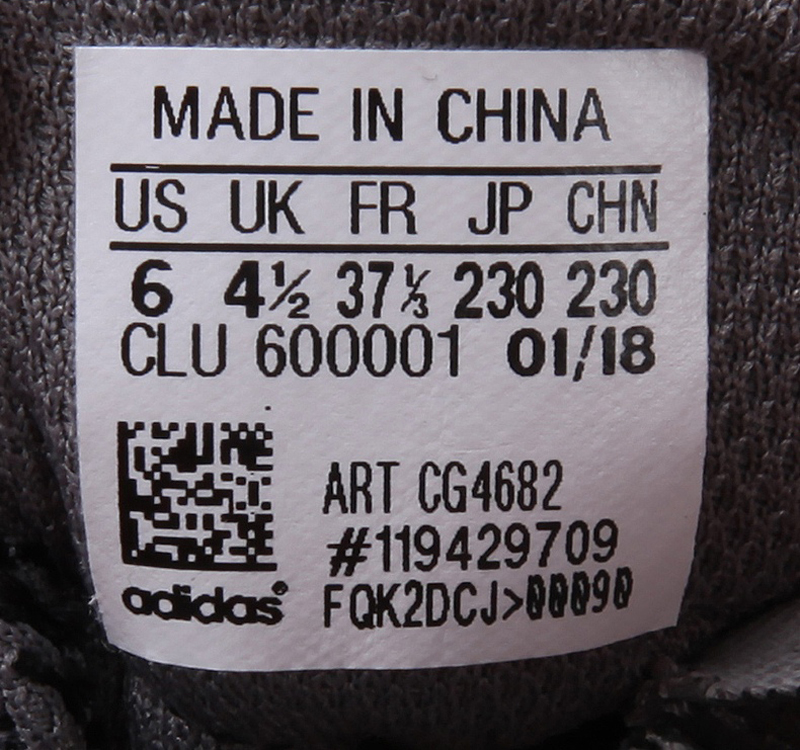 MADE IN CHINA
US UK FR JP CHN
6 4½ 37⅓ 230 230
CLU 600001 01/18
ART CG4682
#119429709
adidas® FQK2DCJ>00090